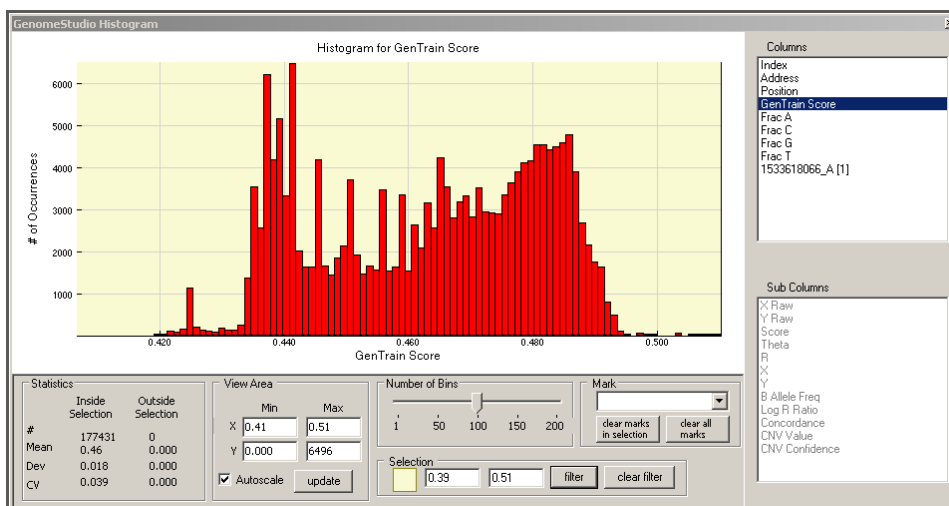 GenomeStudio Histogram
Histogram for GenTrain Score
# of Occurrences
6000
5000
4000
3000
2000
1000
0.420
0.440
0.460
0.480
0.500
GenTrain Score
Columns
Index
Address
Position
GenTrain Score
Frac A
Frac C
Frac G
Frac T
1533618066_A [1]
Sub Columns
X Raw
Y Raw
Score
Theta
R
X
Y
B Allele Freq
Log R Ratio
Concordance
CNV Value
CNV Confidence
Statistics
Inside Selection
Outside Selection
# 177431 0
Mean 0.46 0.000
Dev 0.018 0.000
CV 0.039 0.000
View Area
Min Max
X 0.41 0.51
Y 0.000 6496
Autoscale update
Number of Bins
1 50 100 150 200
Mark
clear marks in selection
clear all marks
Selection
0.39 0.51 filter clear filter